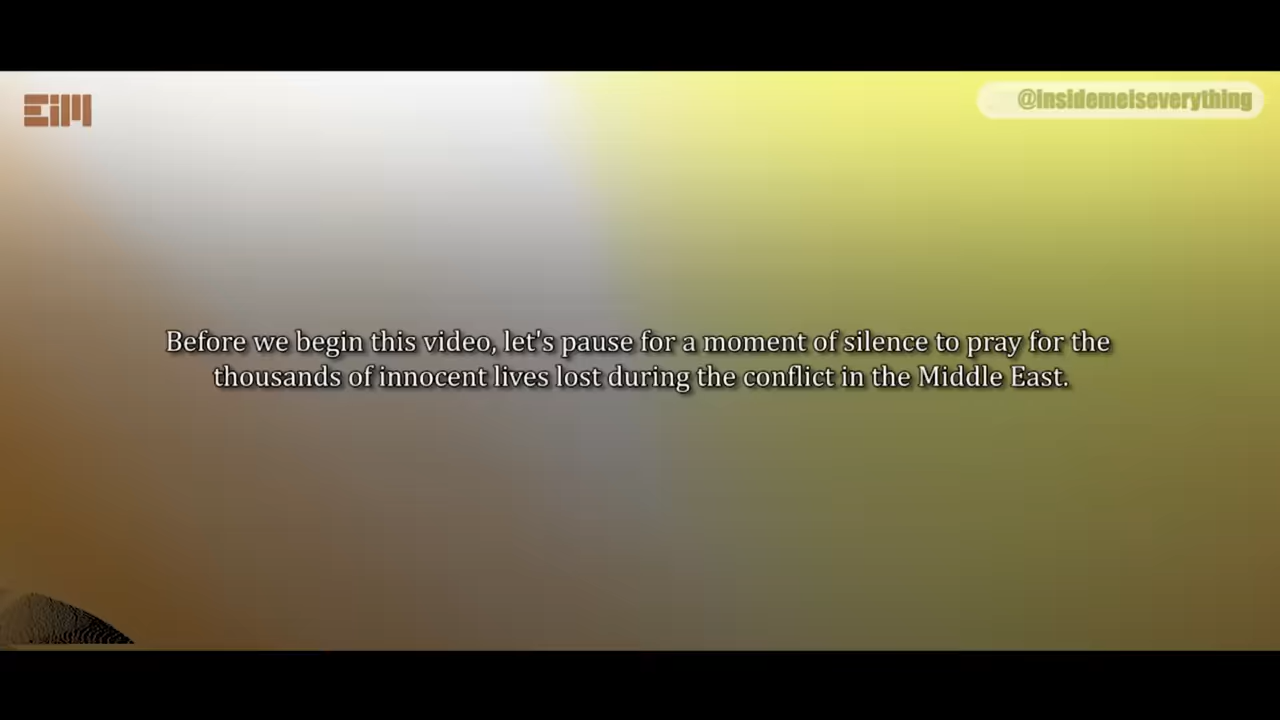 EiM
@insidemeiseverything
Before we begin this video, let's pause for a moment of silence to pray for the
thousands of innocent lives lost during the conflict in the Middle East.